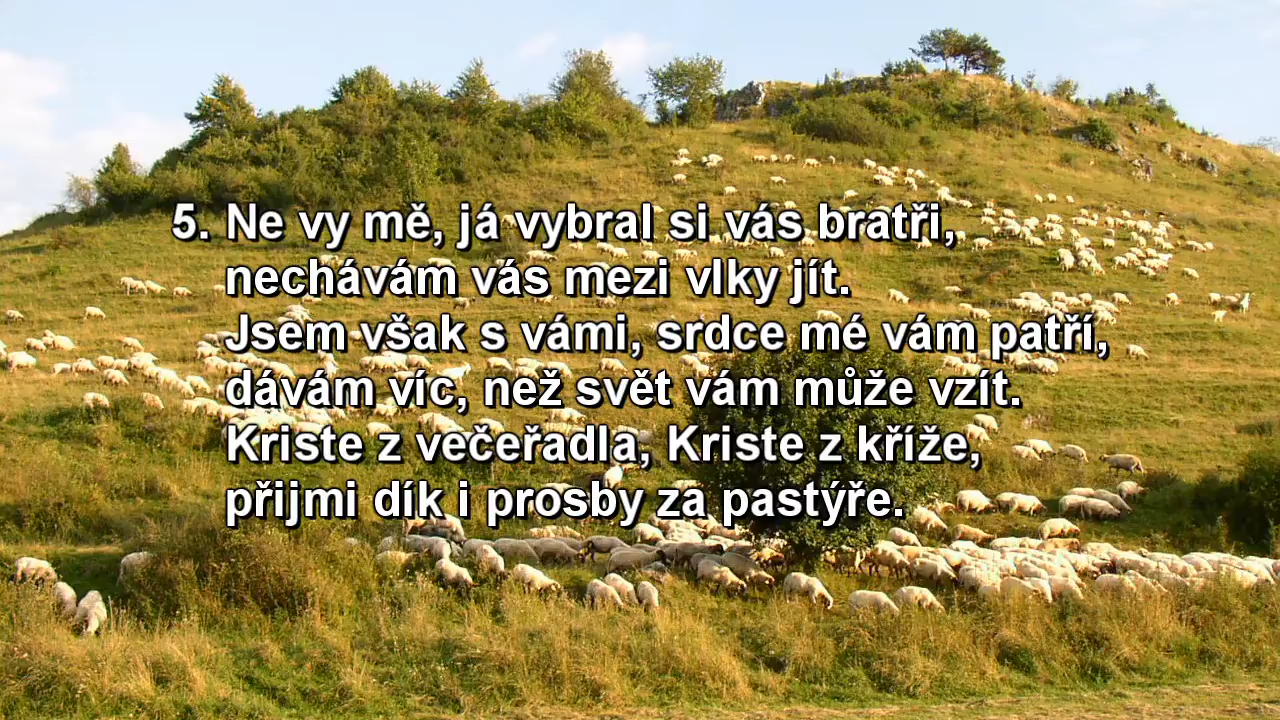 5. Ne vy mě, já vybral si vás bratři,
nechávám vás mezi vlky jít.
Jsem však s vámi, srdce mé vám patří,
dávám víc, než svět vám může vzít.
Kriste z večeřadla, Kriste z kříže,
přijmi dík i prosby za pastýře.